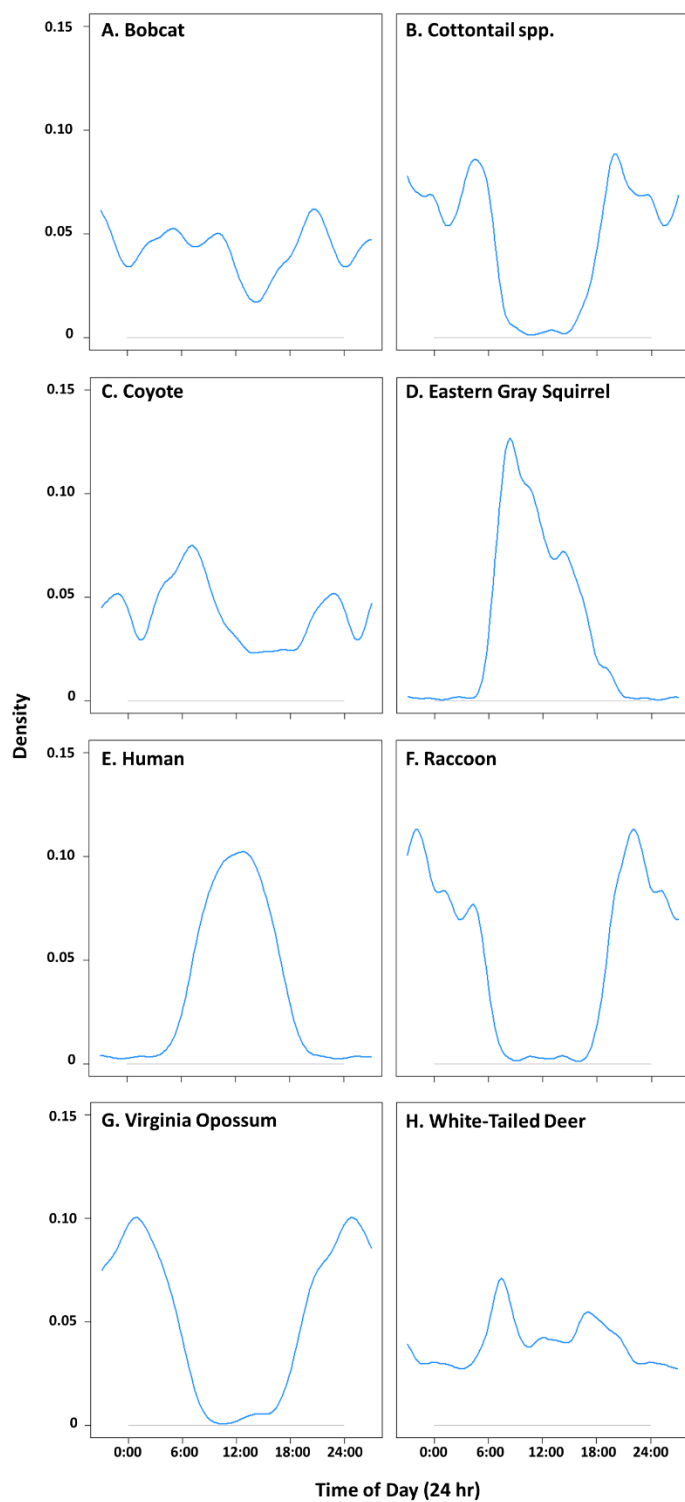 A. Bobcat
B. Cottontail spp.
0.15
0.10
0.05
0
C. Coyote
D. Eastern Gray Squirrel
0.15
0.10
0.05
0
Density
E. Human
F. Raccoon
0.15
0.10
0.05
0
G. Virginia Opossum
H. White-Tailed Deer
0.15
0.10
0.05
0
0:00 6:00 12:00 18:00 24:00 0:00 6:00 12:00 18:00 24:00
Time of Day (24 hr)